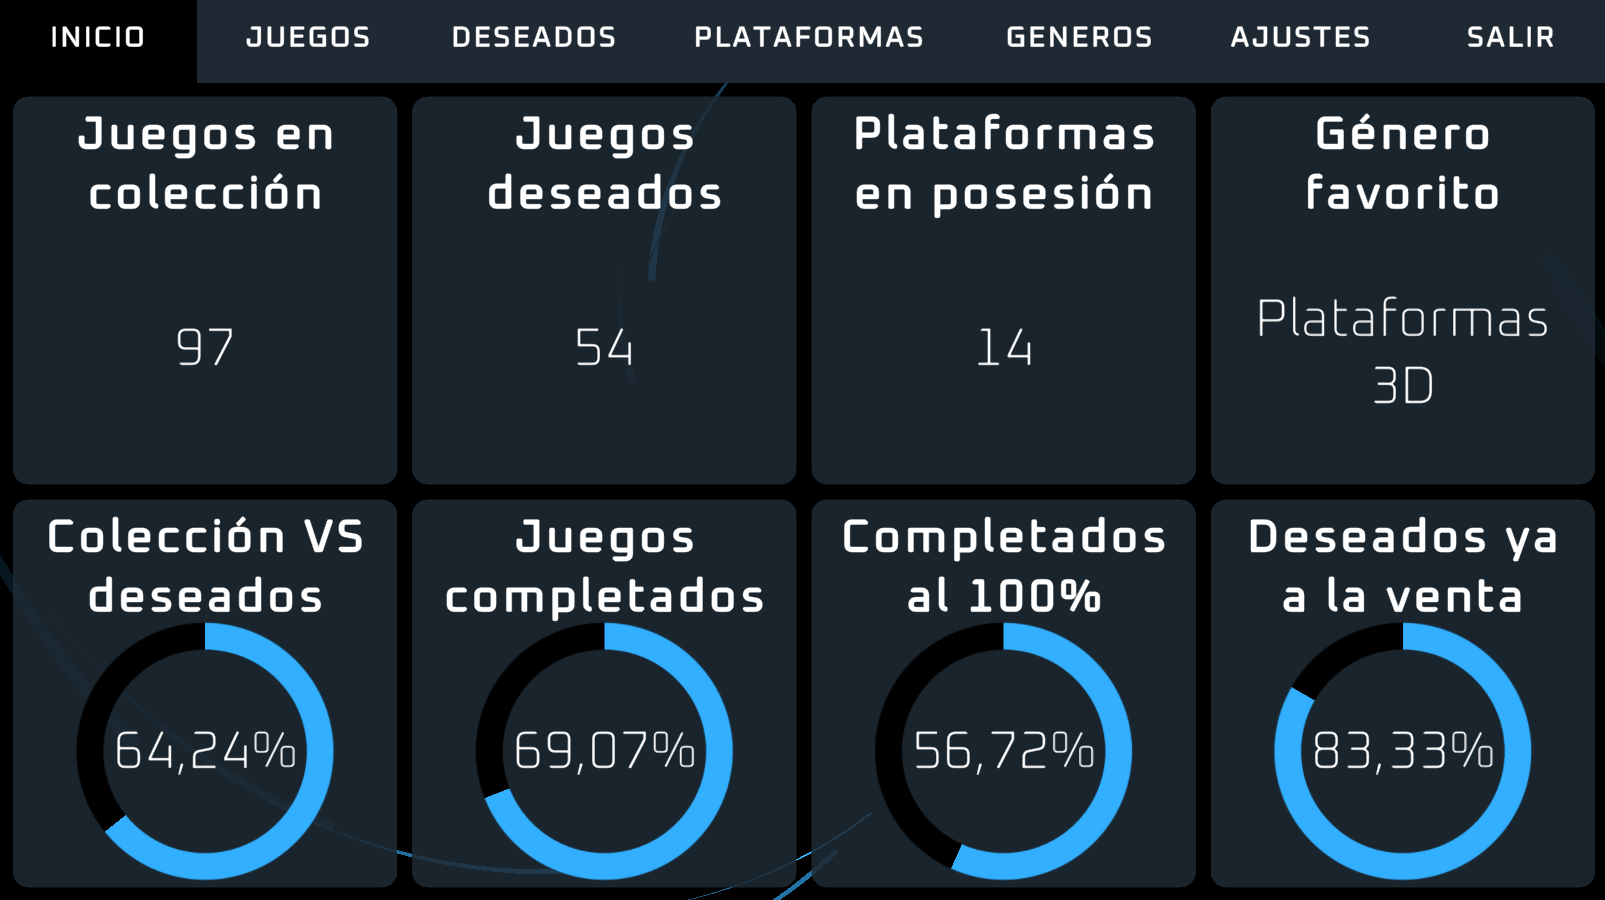 INICIO JUEGOS DESEADOS PLATAFORMAS GENEROS AJUSTES SALIR
Juegos en
colección
97
Juegos
deseados
54
Plataformas
en posesión
14
Género
favorito
Plataformas
3D
Colección VS
deseados
64,24%
Juegos
completados
69,07%
Completados
al 100%
56,72%
Deseados ya
a la venta
83,33%